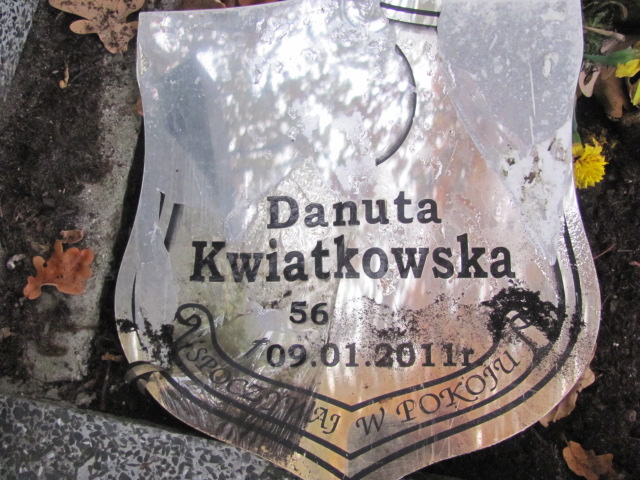 Danuta
Kwiatkowska
56
09.01.2011r
SPOCZYWAJ W POKOJU